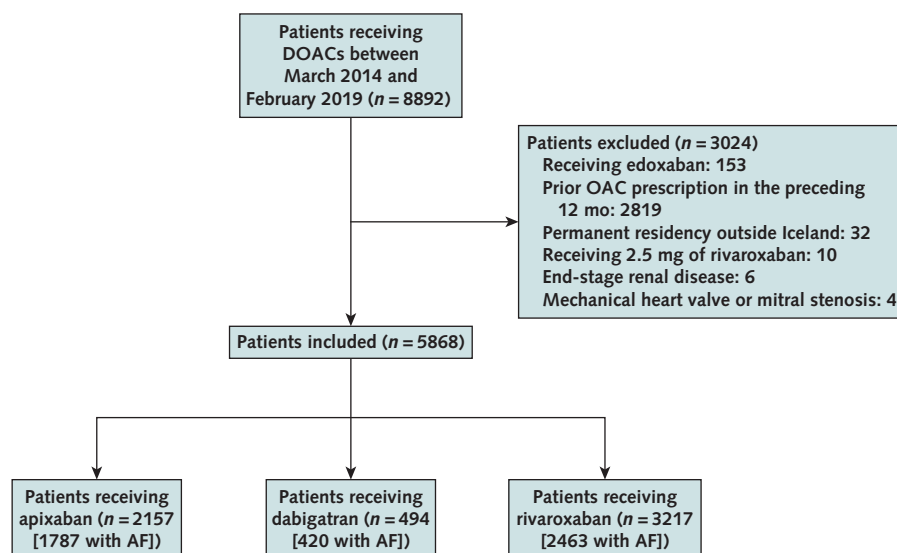 Patients receiving
DOACs between
March 2014 and
February 2019 (n = 8892)
Patients excluded (n = 3024)
Receiving edoxaban: 153
Prior OAC prescription in the preceding
12 mo: 2819
Permanent residency outside Iceland: 32
Receiving 2.5 mg of rivaroxaban: 10
End-stage renal disease: 6
Mechanical heart valve or mitral stenosis: 4
Patients included (n = 5868)
Patients receiving
apixaban (n = 2157
[1787 with AF])
Patients receiving
dabigatran (n = 494
[420 with AF])
Patients receiving
rivaroxaban (n = 3217
[2463 with AF])